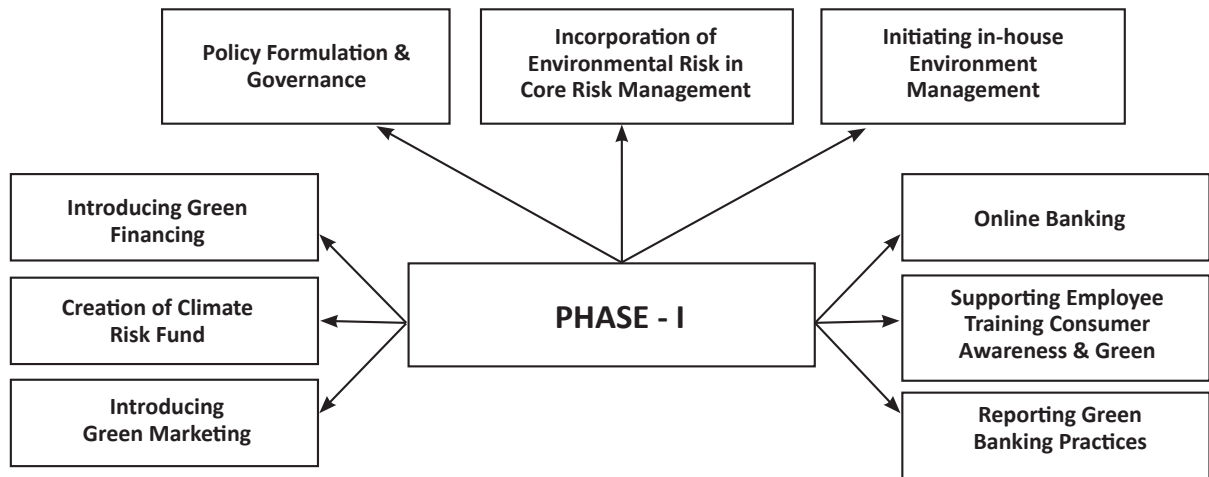 Policy Formulation &
Governance
Incorporation of
Environmental Risk in
Core Risk Management
Initiating in-house
Environment
Management
Introducing Green
Financing
Creation of Climate
Risk Fund
Introducing
Green Marketing
PHASE - I
Online Banking
Supporting Employee
Training Consumer
Awareness & Green
Reporting Green
Banking Practices